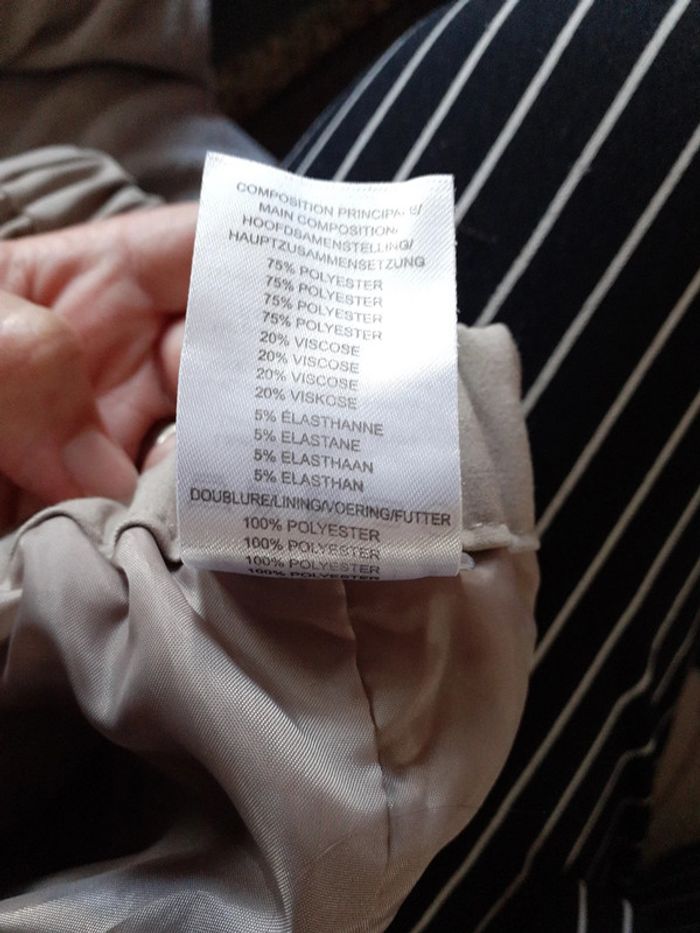 COMPOSITION PRINCIPALE/
MAIN COMPOSITION/
HOOFDSAMENSTELLING/
HAUPTZUSAMMENSETZUNG
75% POLYESTER
75% POLYESTER
75% POLYESTER
75% POLYESTER
20% VISCOSE
20% VISCOSE
20% VISCOSE
20% VISKOSE
5% ÉLASTHANNE
5% ELASTANE
5% ELASTHAAN
5% ELASTHAN
DOUBLURE/LINING/VOERING/FUTTER
100% POLYESTER
100% POLYESTER
100% POLYESTER
100% POLYESTER